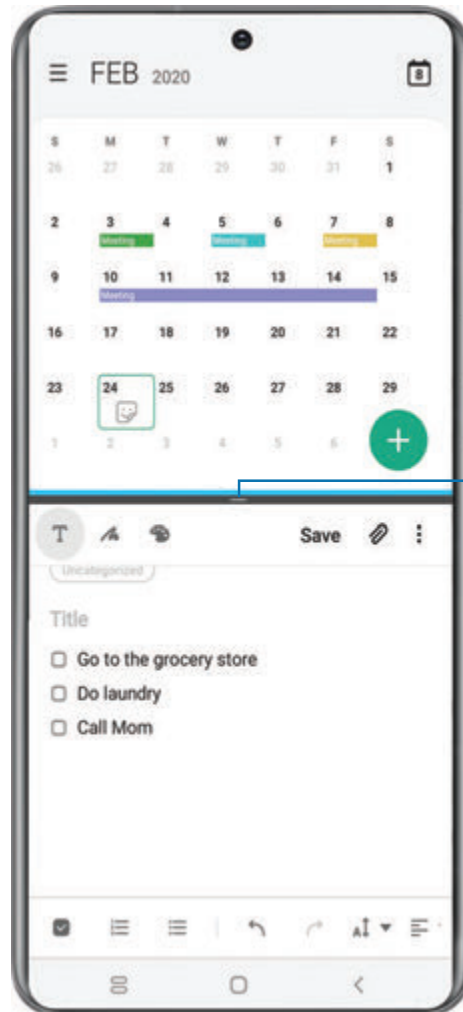 FEB 2020
8
S M T W T F S
26 27 28 29 30 31 1
2 3 4 5 6 7 8
Meeting Meeting Meeting
9 10 11 12 13 14 15
Meeting
16 17 18 19 20 21 22
23 24 25 26 27 28 29
1 2 3 4 5 6
T Save
Uncategorized
Title
Go to the grocery store
Do laundry
Call Mom
A